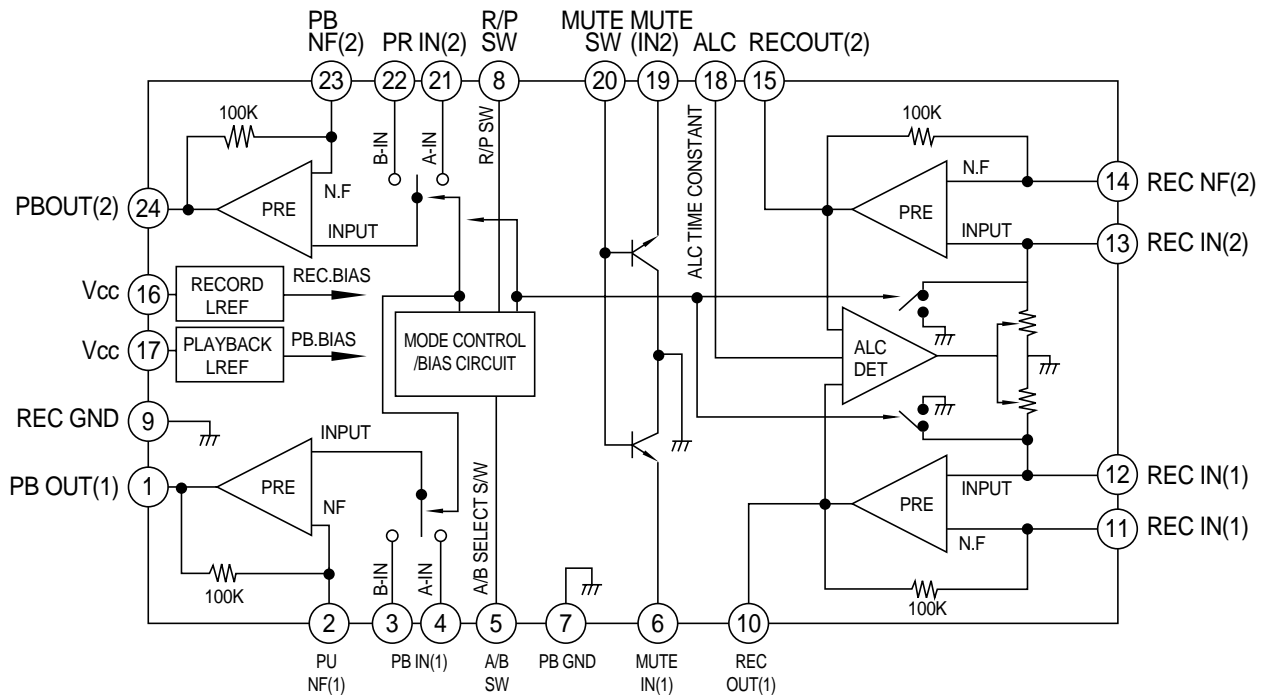 PB NF(2)
PR IN(2)
R/P SW
MUTE SW
MUTE (IN2)
ALC
RECOUT(2)
23
22
21
8
20
19
18
15
100K
B-IN
A-IN
R/P SW
ALC TIME CONSTANT
100K
N.F
PRE
INPUT
PBOUT(2)
24
N.F
PRE
INPUT
14
REC NF(2)
13
REC IN(2)
Vcc
16
RECORD LREF
REC.BIAS
Vcc
17
PLAYBACK LREF
PB.BIAS
MODE CONTROL /BIAS CIRCUIT
ALC DET
REC GND
9
PB OUT(1)
1
INPUT
PRE
NF
100K
B-IN
A-IN
A/B SELECT S/W
PRE
INPUT
N.F
100K
12
REC IN(1)
11
REC IN(1)
2
3
4
5
7
6
10
PU NF(1)
PB IN(1)
A/B SW
PB GND
MUTE IN(1)
REC OUT(1)